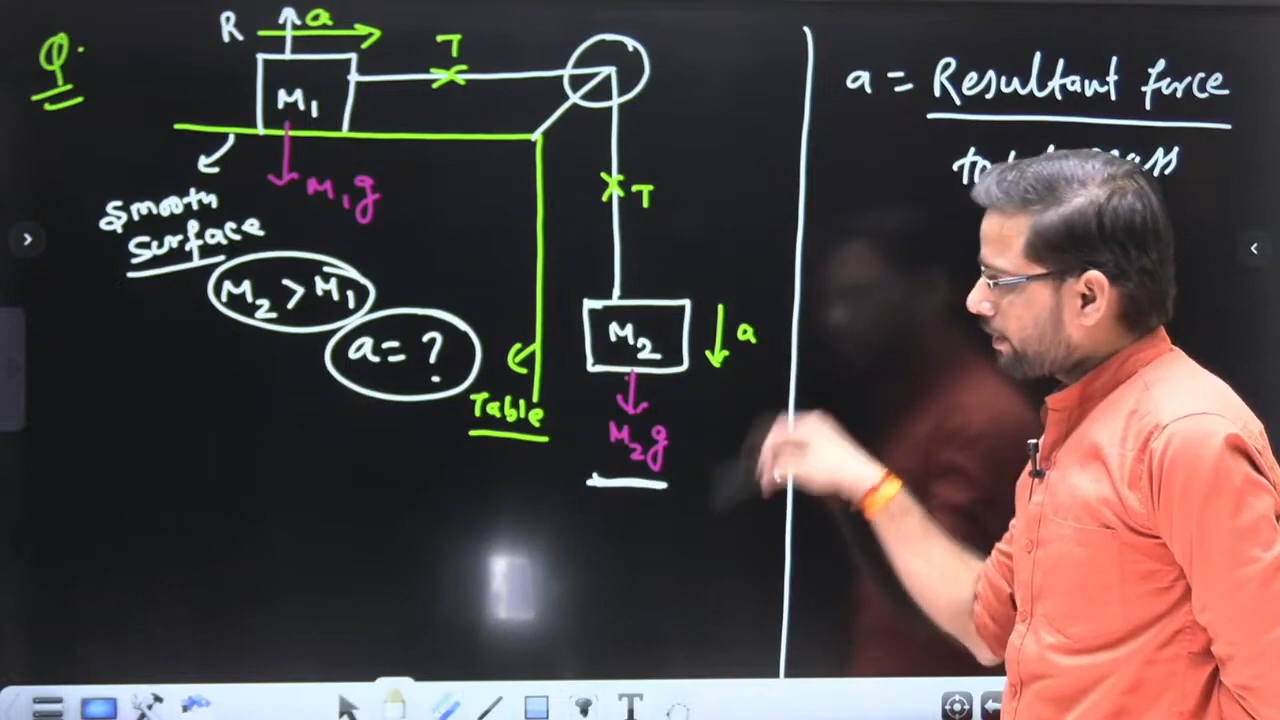 Q.
R
a
T
M₁
M₁g
Smooth
Surface
M₂ > M₁
a = ?
T
M₂
a
Table
M₂g
a = Resultant force
T